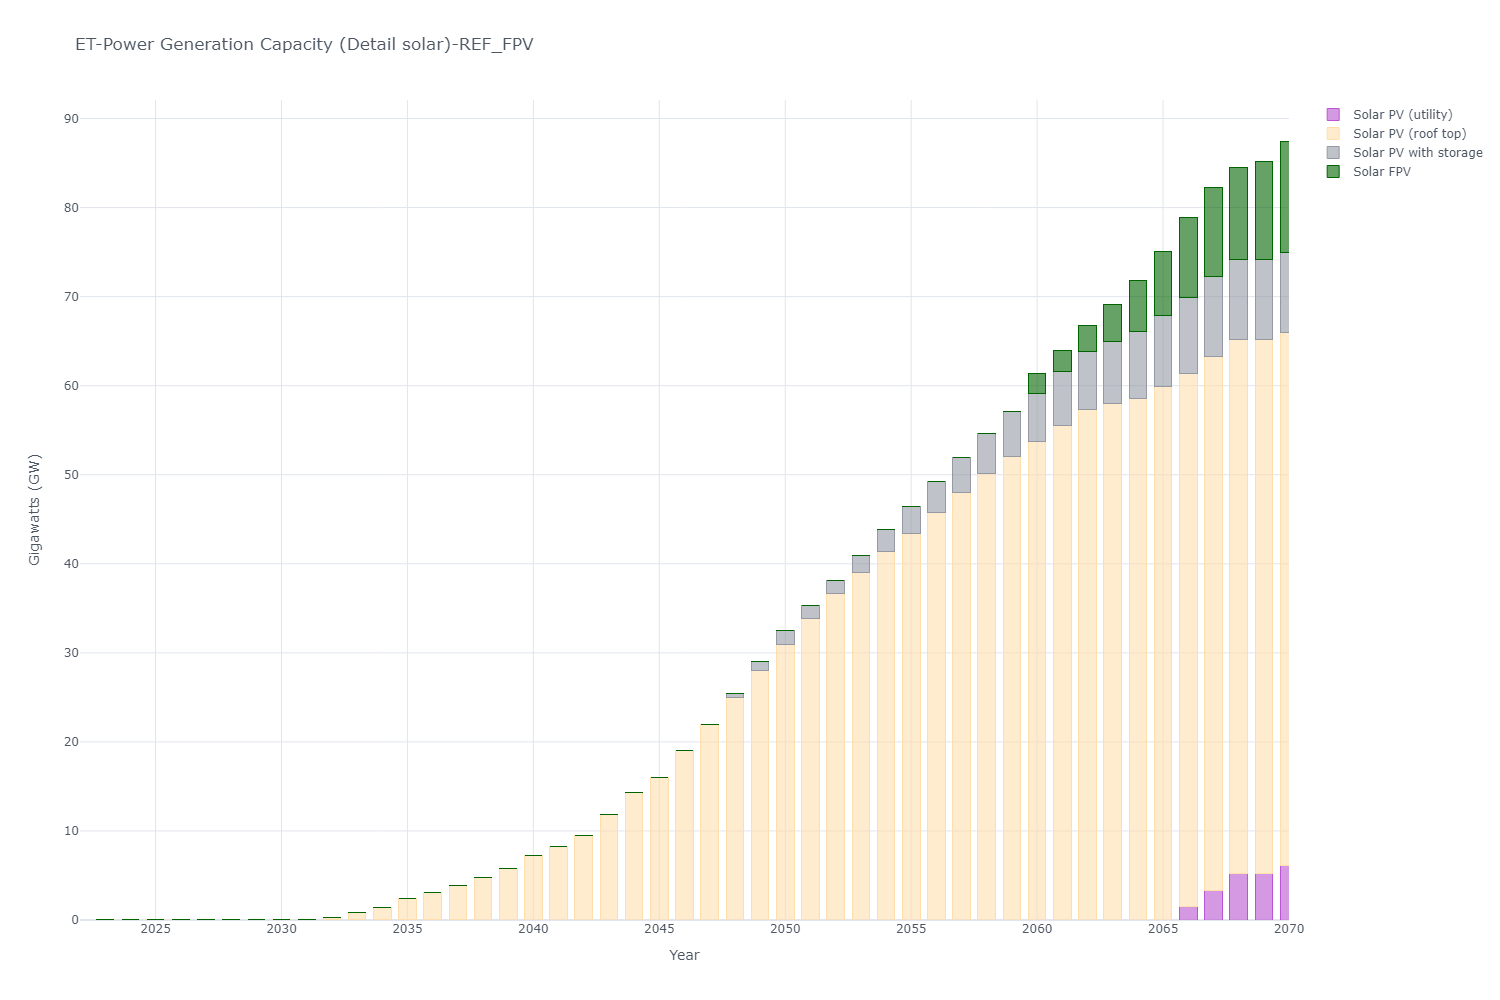 ET-Power Generation Capacity (Detail solar)-REF_FPV
Solar PV (utility)
Solar PV (roof top)
Solar PV with storage
Solar FPV
Gigawatts (GW)
90
80
70
60
50
40
30
20
10
0
2025 2030 2035 2040 2045 2050 2055 2060 2065 2070
Year